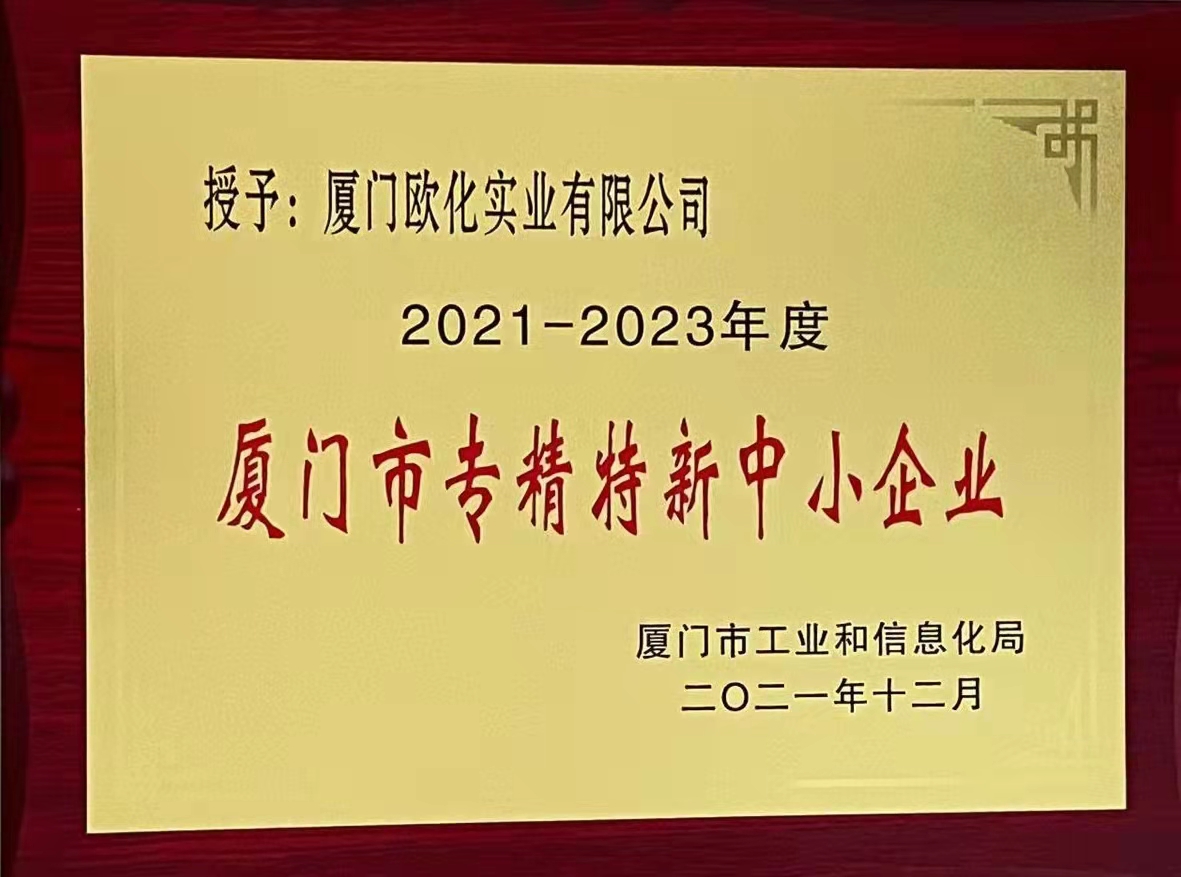 授予：厦门欧化实业有限公司
2021-2023年度
厦门市专精特新中小企业
厦门市工业和信息化局
二〇二一年十二月